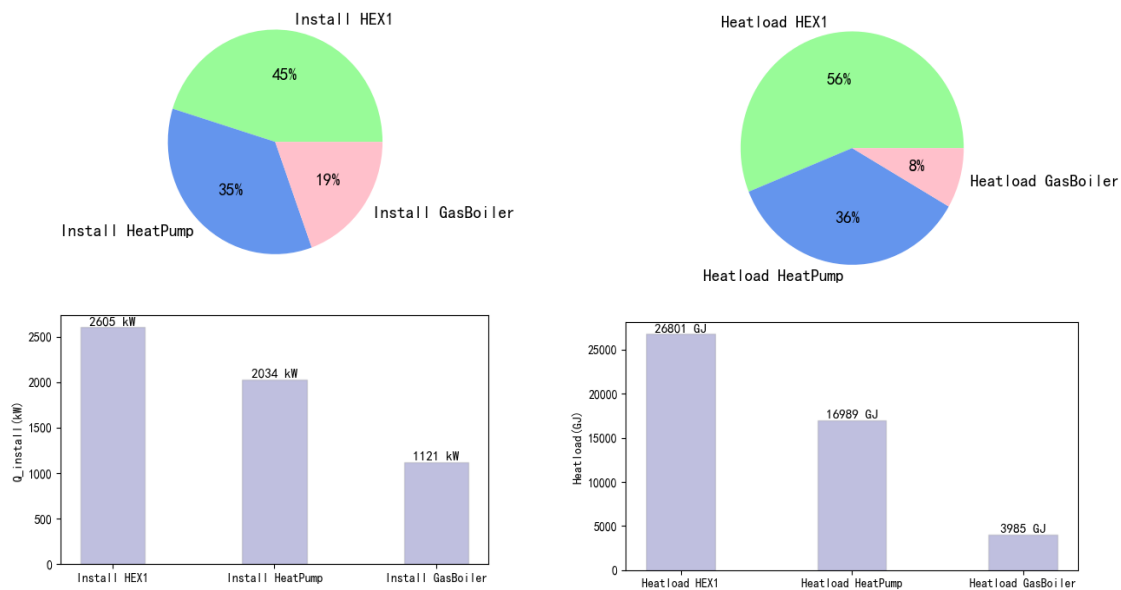 Install HEX1
45%
35%
19%
Install HeatPump
Install GasBoiler
Heatload HEX1
56%
8%
36%
Heatload GasBoiler
Heatload HeatPump
Q_install(kW)
2500
2000
1500
1000
500
0
2605 kW
2034 kW
1121 kW
Install HEX1
Install HeatPump
Install GasBoiler
Heatload(GJ)
25000
20000
15000
10000
5000
0
26801 GJ
16989 GJ
3985 GJ
Heatload HEX1
Heatload HeatPump
Heatload GasBoiler